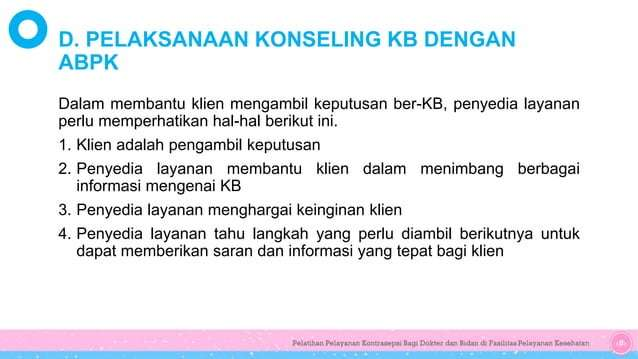 D. PELAKSANAAN KONSELING KB DENGAN
ABPK
Dalam membantu klien mengambil keputusan ber-KB, penyedia layanan
perlu memperhatikan hal-hal berikut ini.
1. Klien adalah pengambil keputusan
2. Penyedia layanan membantu klien dalam menimbang berbagai
informasi mengenai KB
3. Penyedia layanan menghargai keinginan klien
4. Penyedia layanan tahu langkah yang perlu diambil berikutnya untuk
dapat memberikan saran dan informasi yang tepat bagi klien
Pelatihan Pelayanan Kontrasepsi Bagi Dokter dan Bidan di Fasilitas Pelayanan Kesehatan